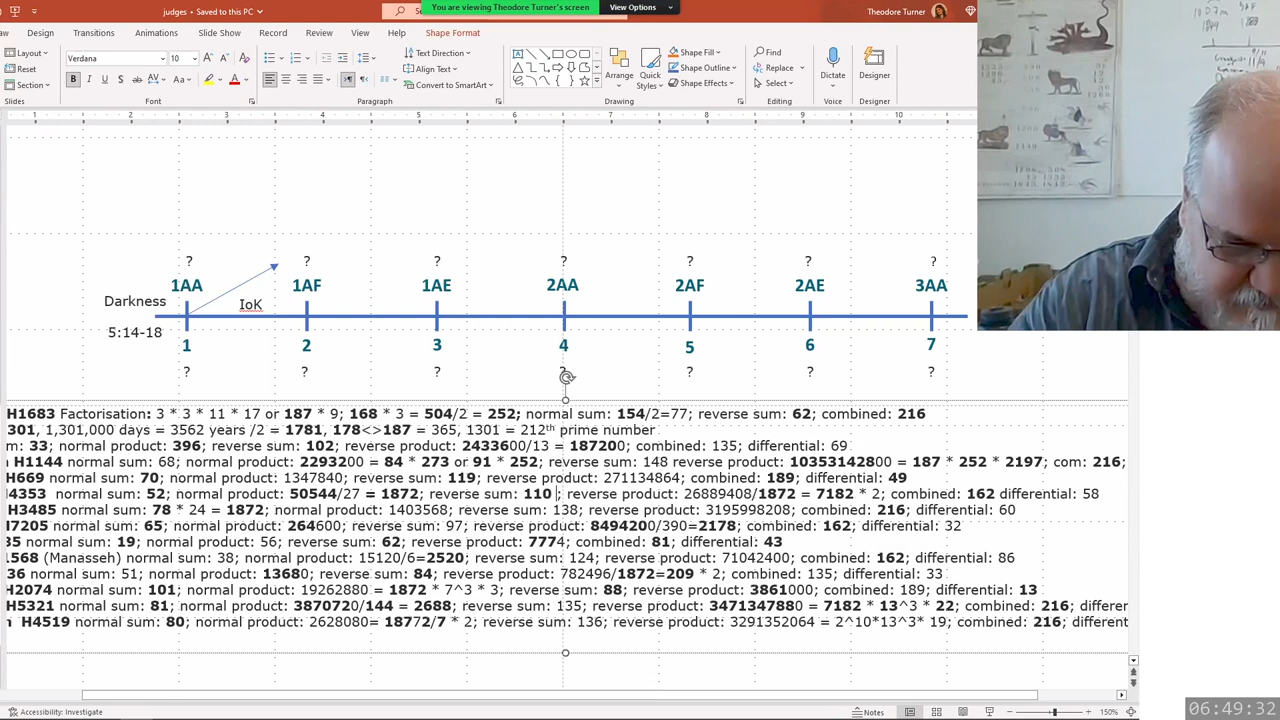 judges • Saved to this PC
You are viewing Theodore Turner's screen
View Options
Theodore Turner
Design Transitions Animations Slide Show Record Review View Help Shape Format
Layout
Reset
Section
Slides
Verdana 10
Font
Paragraph
Text Direction
Align Text
Convert to SmartArt
Arrange
Quick Styles
Shape Fill
Shape Outline
Shape Effects
Drawing
Find
Replace
Select
Editing
Dictate
Voice
Designer
Designer
1 2 3 4 5 6 7 8 9 10
? ? ? ? ? ? ?
1AA 1AF 1AE 2AA 2AF 2AE 3AA
Darkness IoK
5:14-18
1 2 3 4 5 6 7
? ? ? ? ? ? ?
H1683 Factorisation: 3 * 3 * 11 * 17 or 187 * 9; 168 * 3 = 504/2 = 252; normal sum: 154/2=77; reverse sum: 62; combined: 216
301, 1,301,000 days = 3562 years /2 = 1781, 178<>187 = 365, 1301 = 212th prime number
m: 33; normal product: 396; reverse sum: 102; reverse product: 2433600/13 = 187200; combined: 135; differential: 69
H1144 normal sum: 68; normal product: 2293200 = 84 * 273 or 91 * 252; reverse sum: 148 reverse product: 10353142800 = 187 * 252 * 2197; com: 216;
H669 normal sum: 70; normal product: 1347840; reverse sum: 119; reverse product: 271134864; combined: 189; differential: 49
4353 normal sum: 52; normal product: 50544/27 = 1872; reverse sum: 110 ; reverse product: 26889408/1872 = 7182 * 2; combined: 162 differential: 58
H3485 normal sum: 78 * 24 = 1872; normal product: 1403568; reverse sum: 138; reverse product: 3195998208; combined: 216; differential: 60
H7205 normal sum: 65; normal product: 264600; reverse sum: 97; reverse product: 8494200/390=2178; combined: 162; differential: 32
35 normal sum: 19; normal product: 56; reverse sum: 62; reverse product: 7774; combined: 81; differential: 43
1568 (Manasseh) normal sum: 38; normal product: 15120/6=2520; reverse sum: 124; reverse product: 71042400; combined: 162; differential: 86
36 normal sum: 51; normal product: 13680; reverse sum: 84; reverse product: 782496/1872=209 * 2; combined: 135; differential: 33
H2074 normal sum: 101; normal product: 19262880 = 1872 * 7^3 * 3; reverse sum: 88; reverse product: 3861000; combined: 189; differential: 13
H5321 normal sum: 81; normal product: 3870720/144 = 2688; reverse sum: 135; reverse product: 3471347880 = 7182 * 13^3 * 22; combined: 216; differen
H4519 normal sum: 80; normal product: 2628080= 18772/7 * 2; reverse sum: 136; reverse product: 3291352064 = 2^10*13^3* 19; combined: 216; different
Accessibility: Investigate
Notes
150%
06:49:32